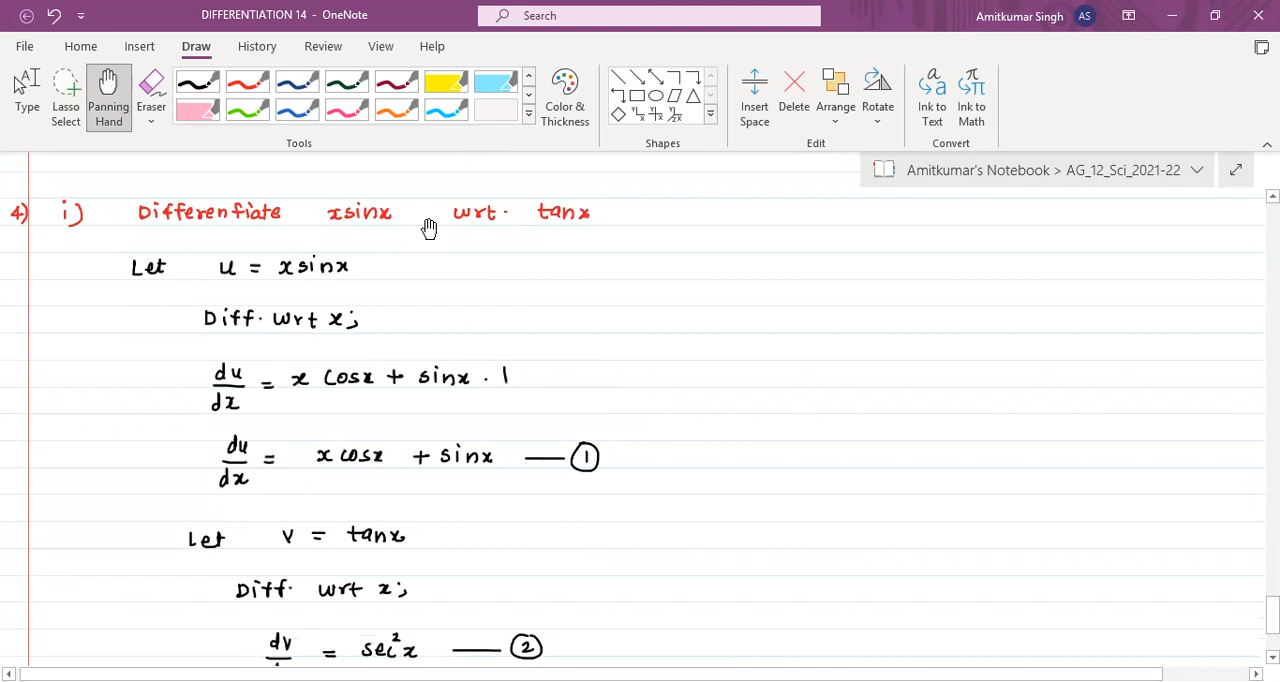 DIFFERENTIATION 14 - OneNote
Search
Amitkumar Singh AS
File Home Insert Draw History Review View Help
Type Lasso Select Panning Hand Eraser Color & Thickness Insert Space Delete Arrange Rotate Ink to Text Ink to Math
Tools Shapes Edit Convert
Amitkumar's Notebook > AG_12_Sci_2021-22
4) i) Differentiate xsinx wrt. tanx
Let u = xsinx
Diff. wrt x;
du/dx = x cosx + sinx . 1
du/dx = x cosx + sinx — ①
Let v = tanx
Diff. wrt x;
dv = sec²x — ②